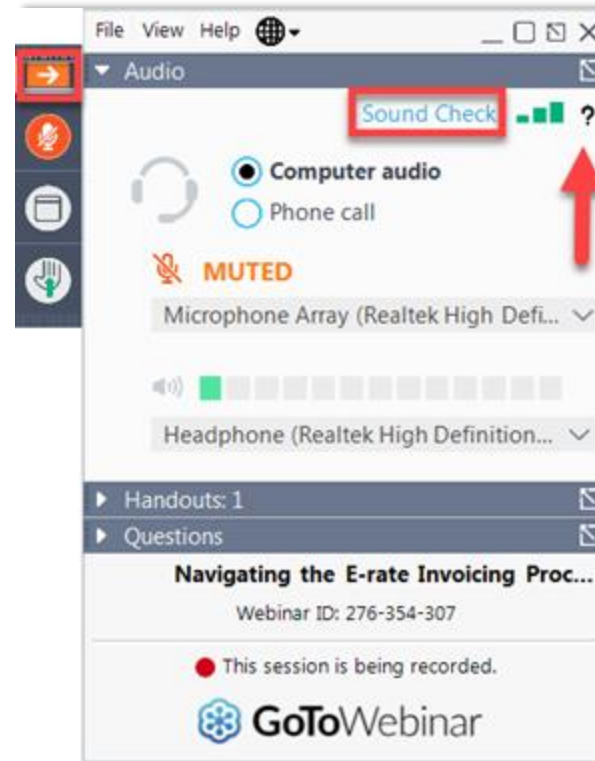 File View Help
Audio
Sound Check ?
Computer audio
Phone call
MUTED
Microphone Array (Realtek High Defi...
Headphone (Realtek High Definition...
Handouts: 1
Questions
Navigating the E-rate Invoicing Proc...
Webinar ID: 276-354-307
This session is being recorded.
GoToWebinar